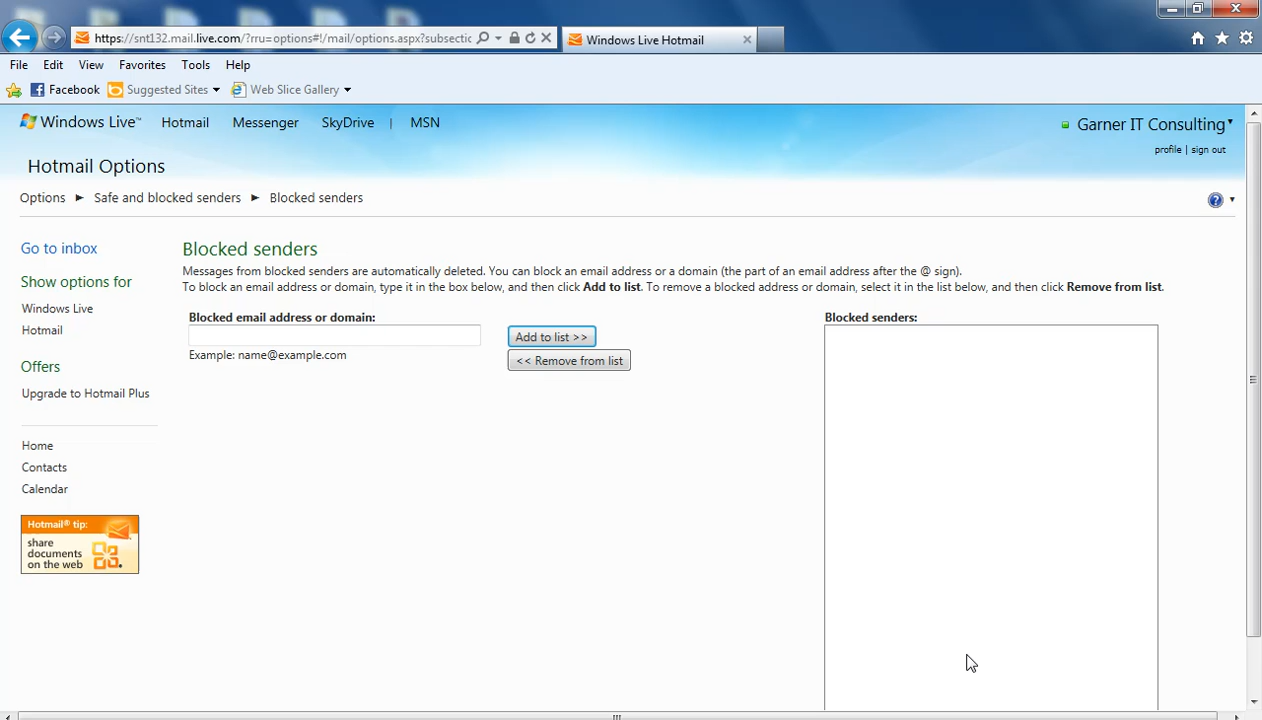 https://snt132.mail.live.com/?rru=options#!/mail/options.aspx?subsectic
Windows Live Hotmail
File Edit View Favorites Tools Help
Facebook Suggested Sites Web Slice Gallery
Windows Live™ Hotmail Messenger SkyDrive | MSN
Garner IT Consulting
profile | sign out
Hotmail Options
Options ► Safe and blocked senders ► Blocked senders
Go to inbox
Show options for
Windows Live
Hotmail
Offers
Upgrade to Hotmail Plus
Home
Contacts
Calendar
Hotmail® tip:
share
documents
on the web
Blocked senders
Messages from blocked senders are automatically deleted. You can block an email address or a domain (the part of an email address after the @ sign).
To block an email address or domain, type it in the box below, and then click Add to list. To remove a blocked address or domain, select it in the list below, and then click Remove from list.
Blocked email address or domain:
Example: name@example.com
Add to list >>
<< Remove from list
Blocked senders: